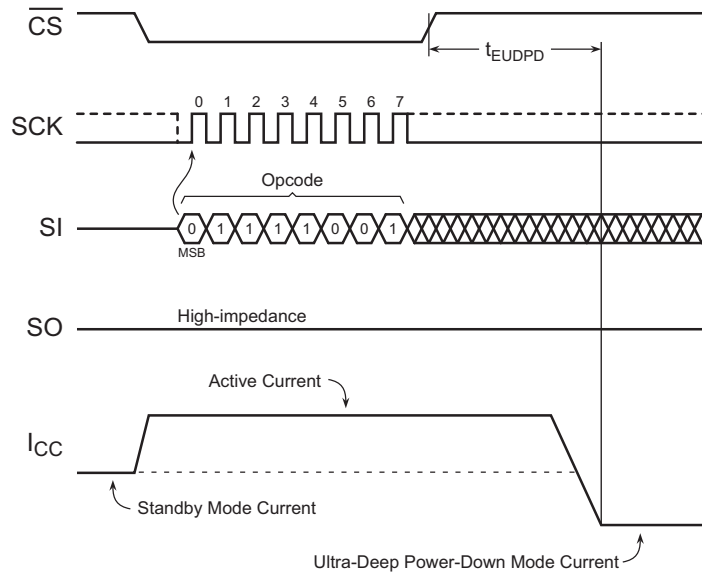 CS
tEUDPD
0 1 2 3 4 5 6 7
SCK
Opcode
SI
0 1 1 1 1 0 0 1
MSB
High-impedance
SO
Active Current
ICC
Standby Mode Current
Ultra-Deep Power-Down Mode Current